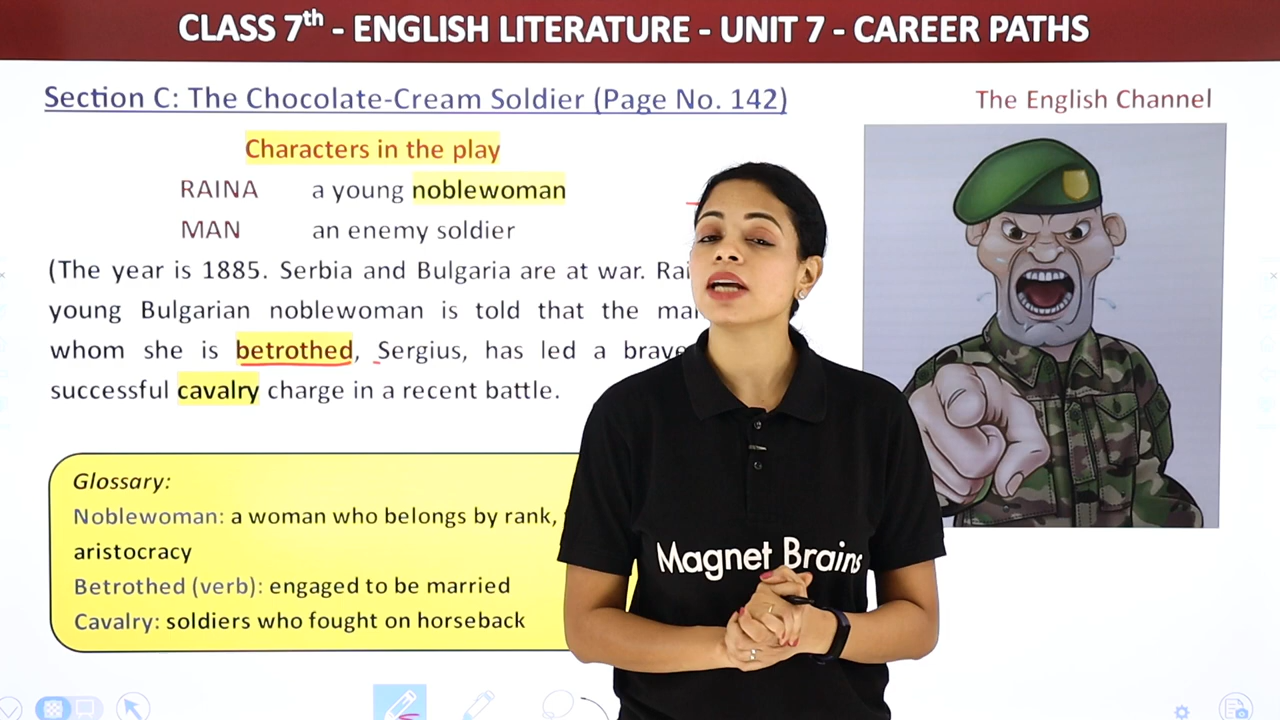 CLASS 7th - ENGLISH LITERATURE - UNIT 7 - CAREER PATHS
Section C: The Chocolate-Cream Soldier (Page No. 142)
The English Channel
Characters in the play
RAINA a young noblewoman
MAN an enemy soldier
(The year is 1885. Serbia and Bulgaria are at war.
young Bulgarian noblewoman is told that the
whom she is betrothed, Sergius, has led a brave
successful cavalry charge in a recent battle.
Glossary:
Noblewoman: a woman who belongs by rank,
aristocracy
Betrothed (verb): engaged to be married
Cavalry: soldiers who fought on horseback
Magnet Brains